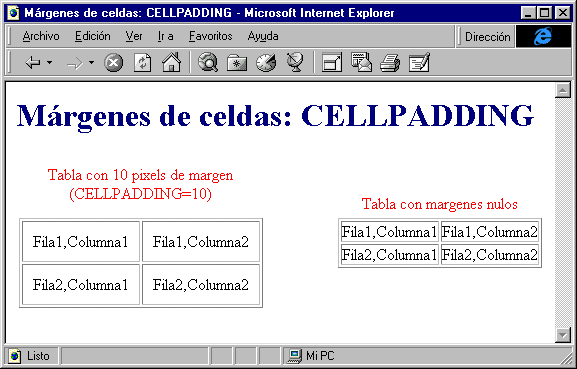 Márgenes de celdas: CELLPADDING - Microsoft Internet Explorer
Archivo Edición Ver Ir a Favoritos Ayuda Dirección
Márgenes de celdas: CELLPADDING
Tabla con 10 pixels de margen
(CELLPADDING=10)
Fila1,Columna1 Fila1,Columna2
Fila2,Columna1 Fila2,Columna2
Tabla con margenes nulos
Fila1,Columna1 Fila1,Columna2
Fila2,Columna1 Fila2,Columna2
Listo Mi PC